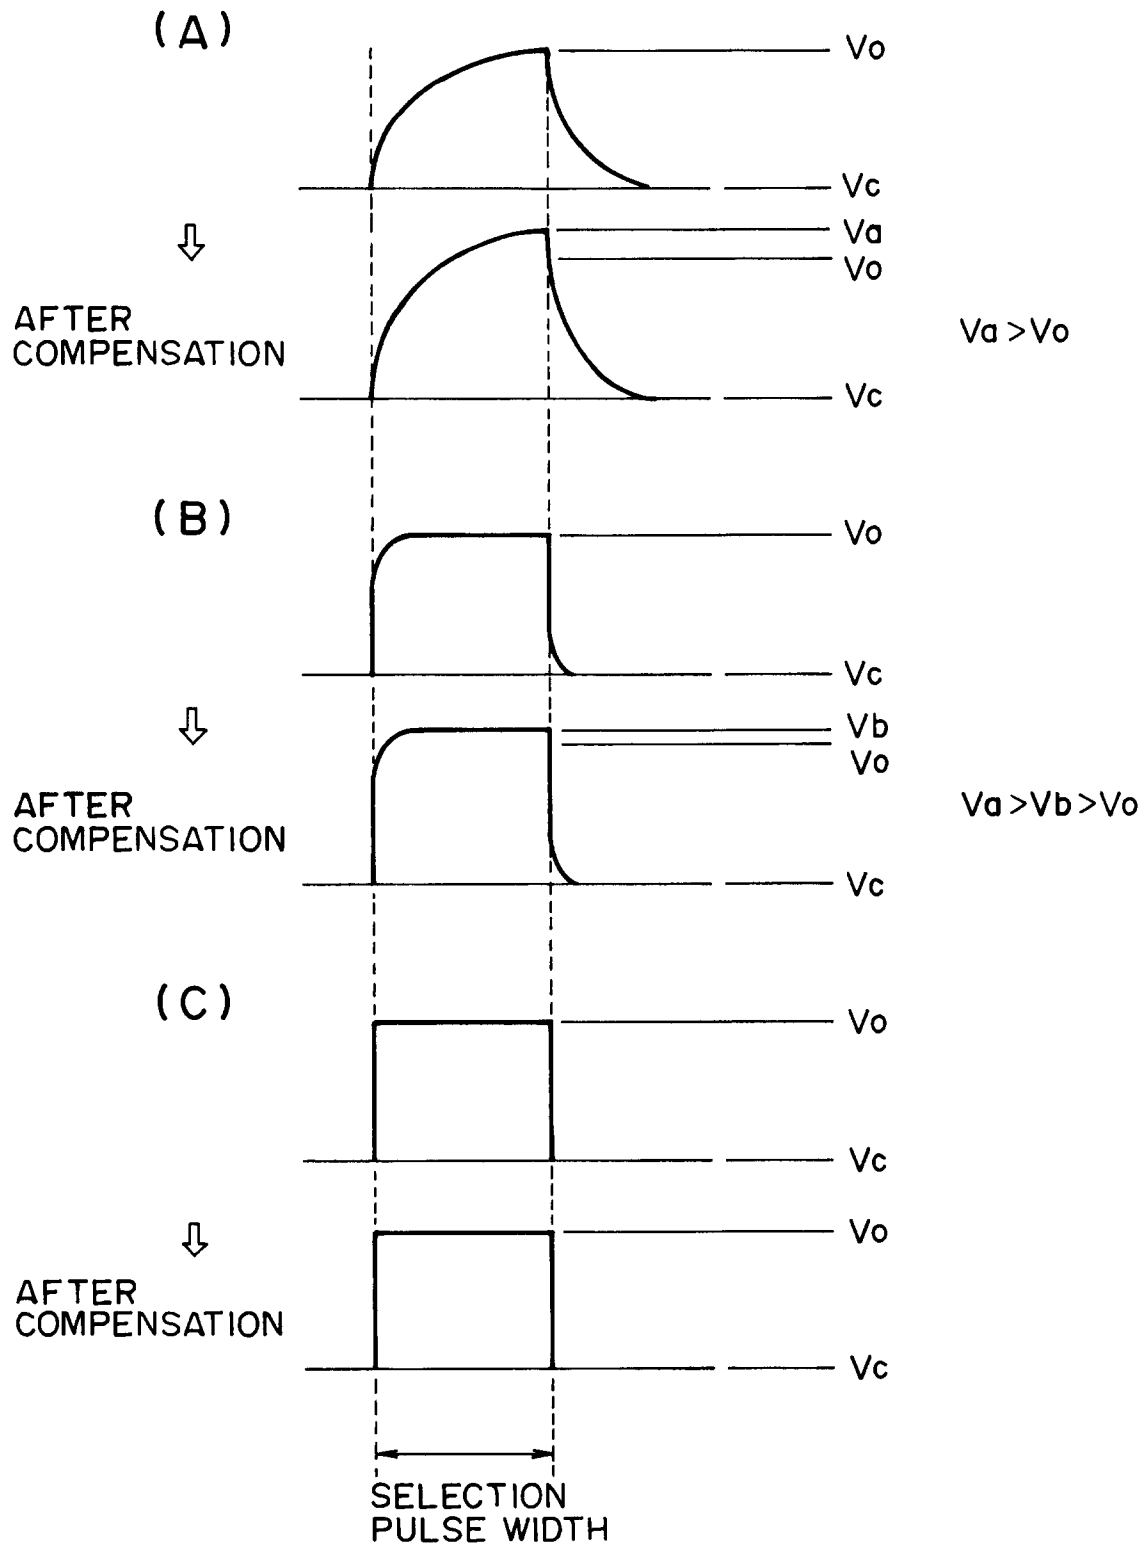 (A)
Vo
Vc
Va
Vo
AFTER
COMPENSATION
Va>Vo
Vc
(B)
Vo
Vc
Vb
Vo
AFTER
COMPENSATION
Va>Vb>Vo
Vc
(C)
Vo
Vc
Vo
AFTER
COMPENSATION
Vc
SELECTION
PULSE WIDTH